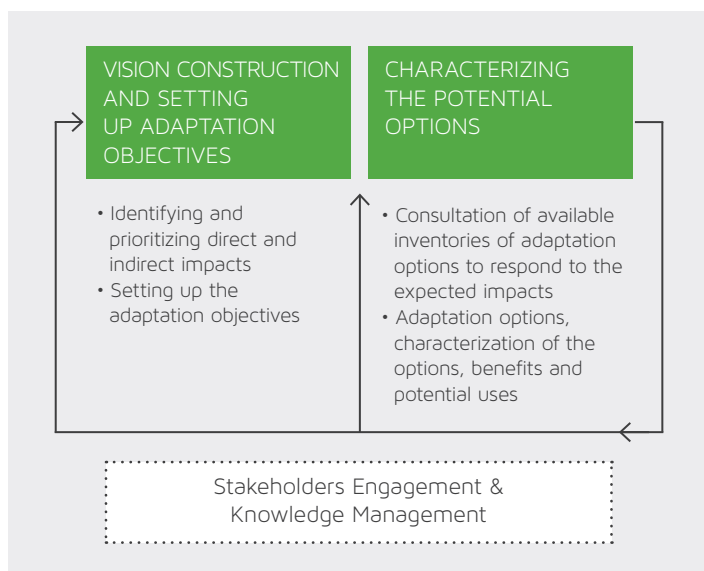 VISION CONSTRUCTION
AND SETTING
UP ADAPTATION
OBJECTIVES
• Identifying and
prioritizing direct and
indirect impacts
• Setting up the
adaptation objectives
CHARACTERIZING
THE POTENTIAL
OPTIONS
• Consultation of available
inventories of adaptation
options to respond to the
expected impacts
• Adaptation options,
characterization of the
options, benefits and
potential uses
Stakeholders Engagement &
Knowledge Management